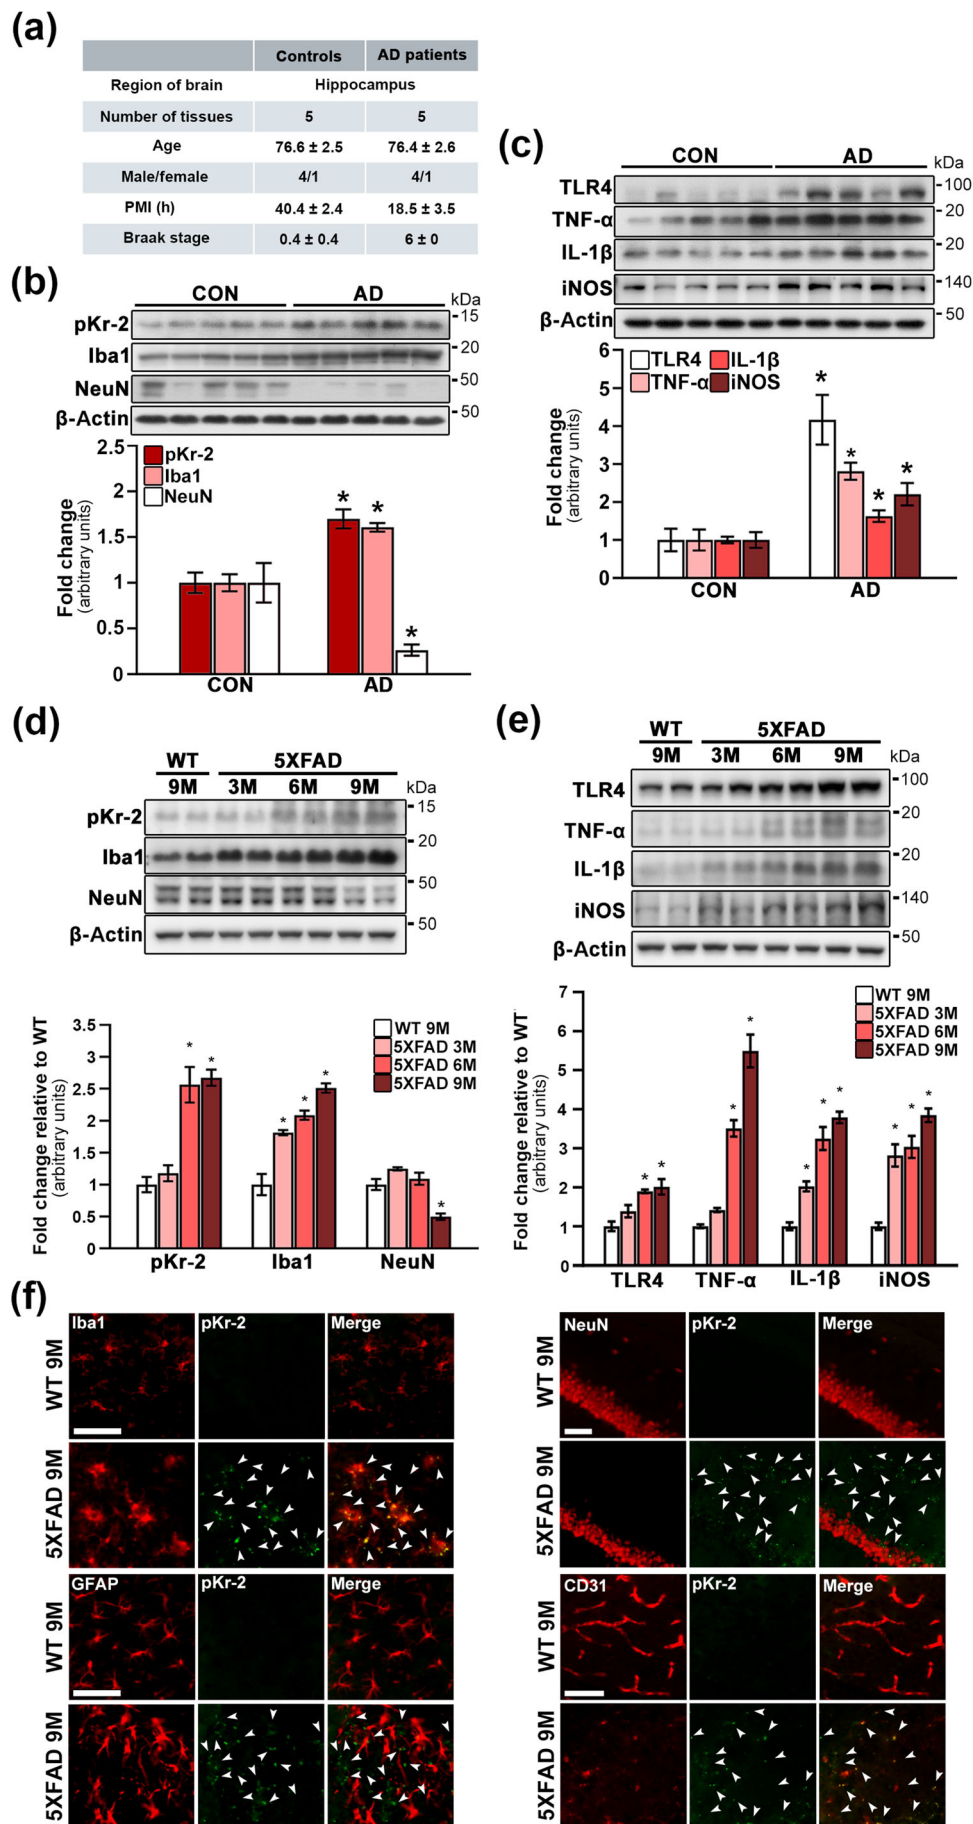 (a)
Controls AD patients
Region of brain Hippocampus
Number of tissues 5 5
Age 76.6 ± 2.5 76.4 ± 2.6
Male/female 4/1 4/1
PMI (h) 40.4 ± 2.4 18.5 ± 3.5
Braak stage 0.4 ± 0.4 6 ± 0
(b)
CON AD kDa
pKr-2 15
Iba1 20
NeuN 50
β-Actin 50
2.5
2
1.5
1
0.5
0
Fold change
(arbitrary units)
pKr-2
Iba1
NeuN
* * *
CON AD
(c)
CON AD kDa
TLR4 100
TNF-α 20
IL-1β 20
iNOS 140
β-Actin 50
6
5
4
3
2
1
0
Fold change
(arbitrary units)
TLR4 IL-1β
TNF-α iNOS
* * * *
CON AD
(d)
WT 5XFAD
9M 3M 6M 9M kDa
pKr-2 15
Iba1 20
NeuN 50
β-Actin 50
3.5
3
2.5
2
1.5
1
0.5
0
Fold change relative to WT
(arbitrary units)
WT 9M
5XFAD 3M
5XFAD 6M
5XFAD 9M
* * * * * *
pKr-2 Iba1 NeuN
(e)
WT 5XFAD
9M 3M 6M 9M kDa
TLR4 100
TNF-α 20
IL-1β 20
iNOS 140
β-Actin 50
7
6
5
4
3
2
1
0
Fold change relative to WT
(arbitrary units)
WT 9M
5XFAD 3M
5XFAD 6M
5XFAD 9M
* * * * * * * * * *
TLR4 TNF-α IL-1β iNOS
(f)
Iba1 pKr-2 Merge
WT 9M
5XFAD 9M
GFAP pKr-2 Merge
WT 9M
5XFAD 9M
NeuN pKr-2 Merge
WT 9M
5XFAD 9M
CD31 pKr-2 Merge
WT 9M
5XFAD 9M